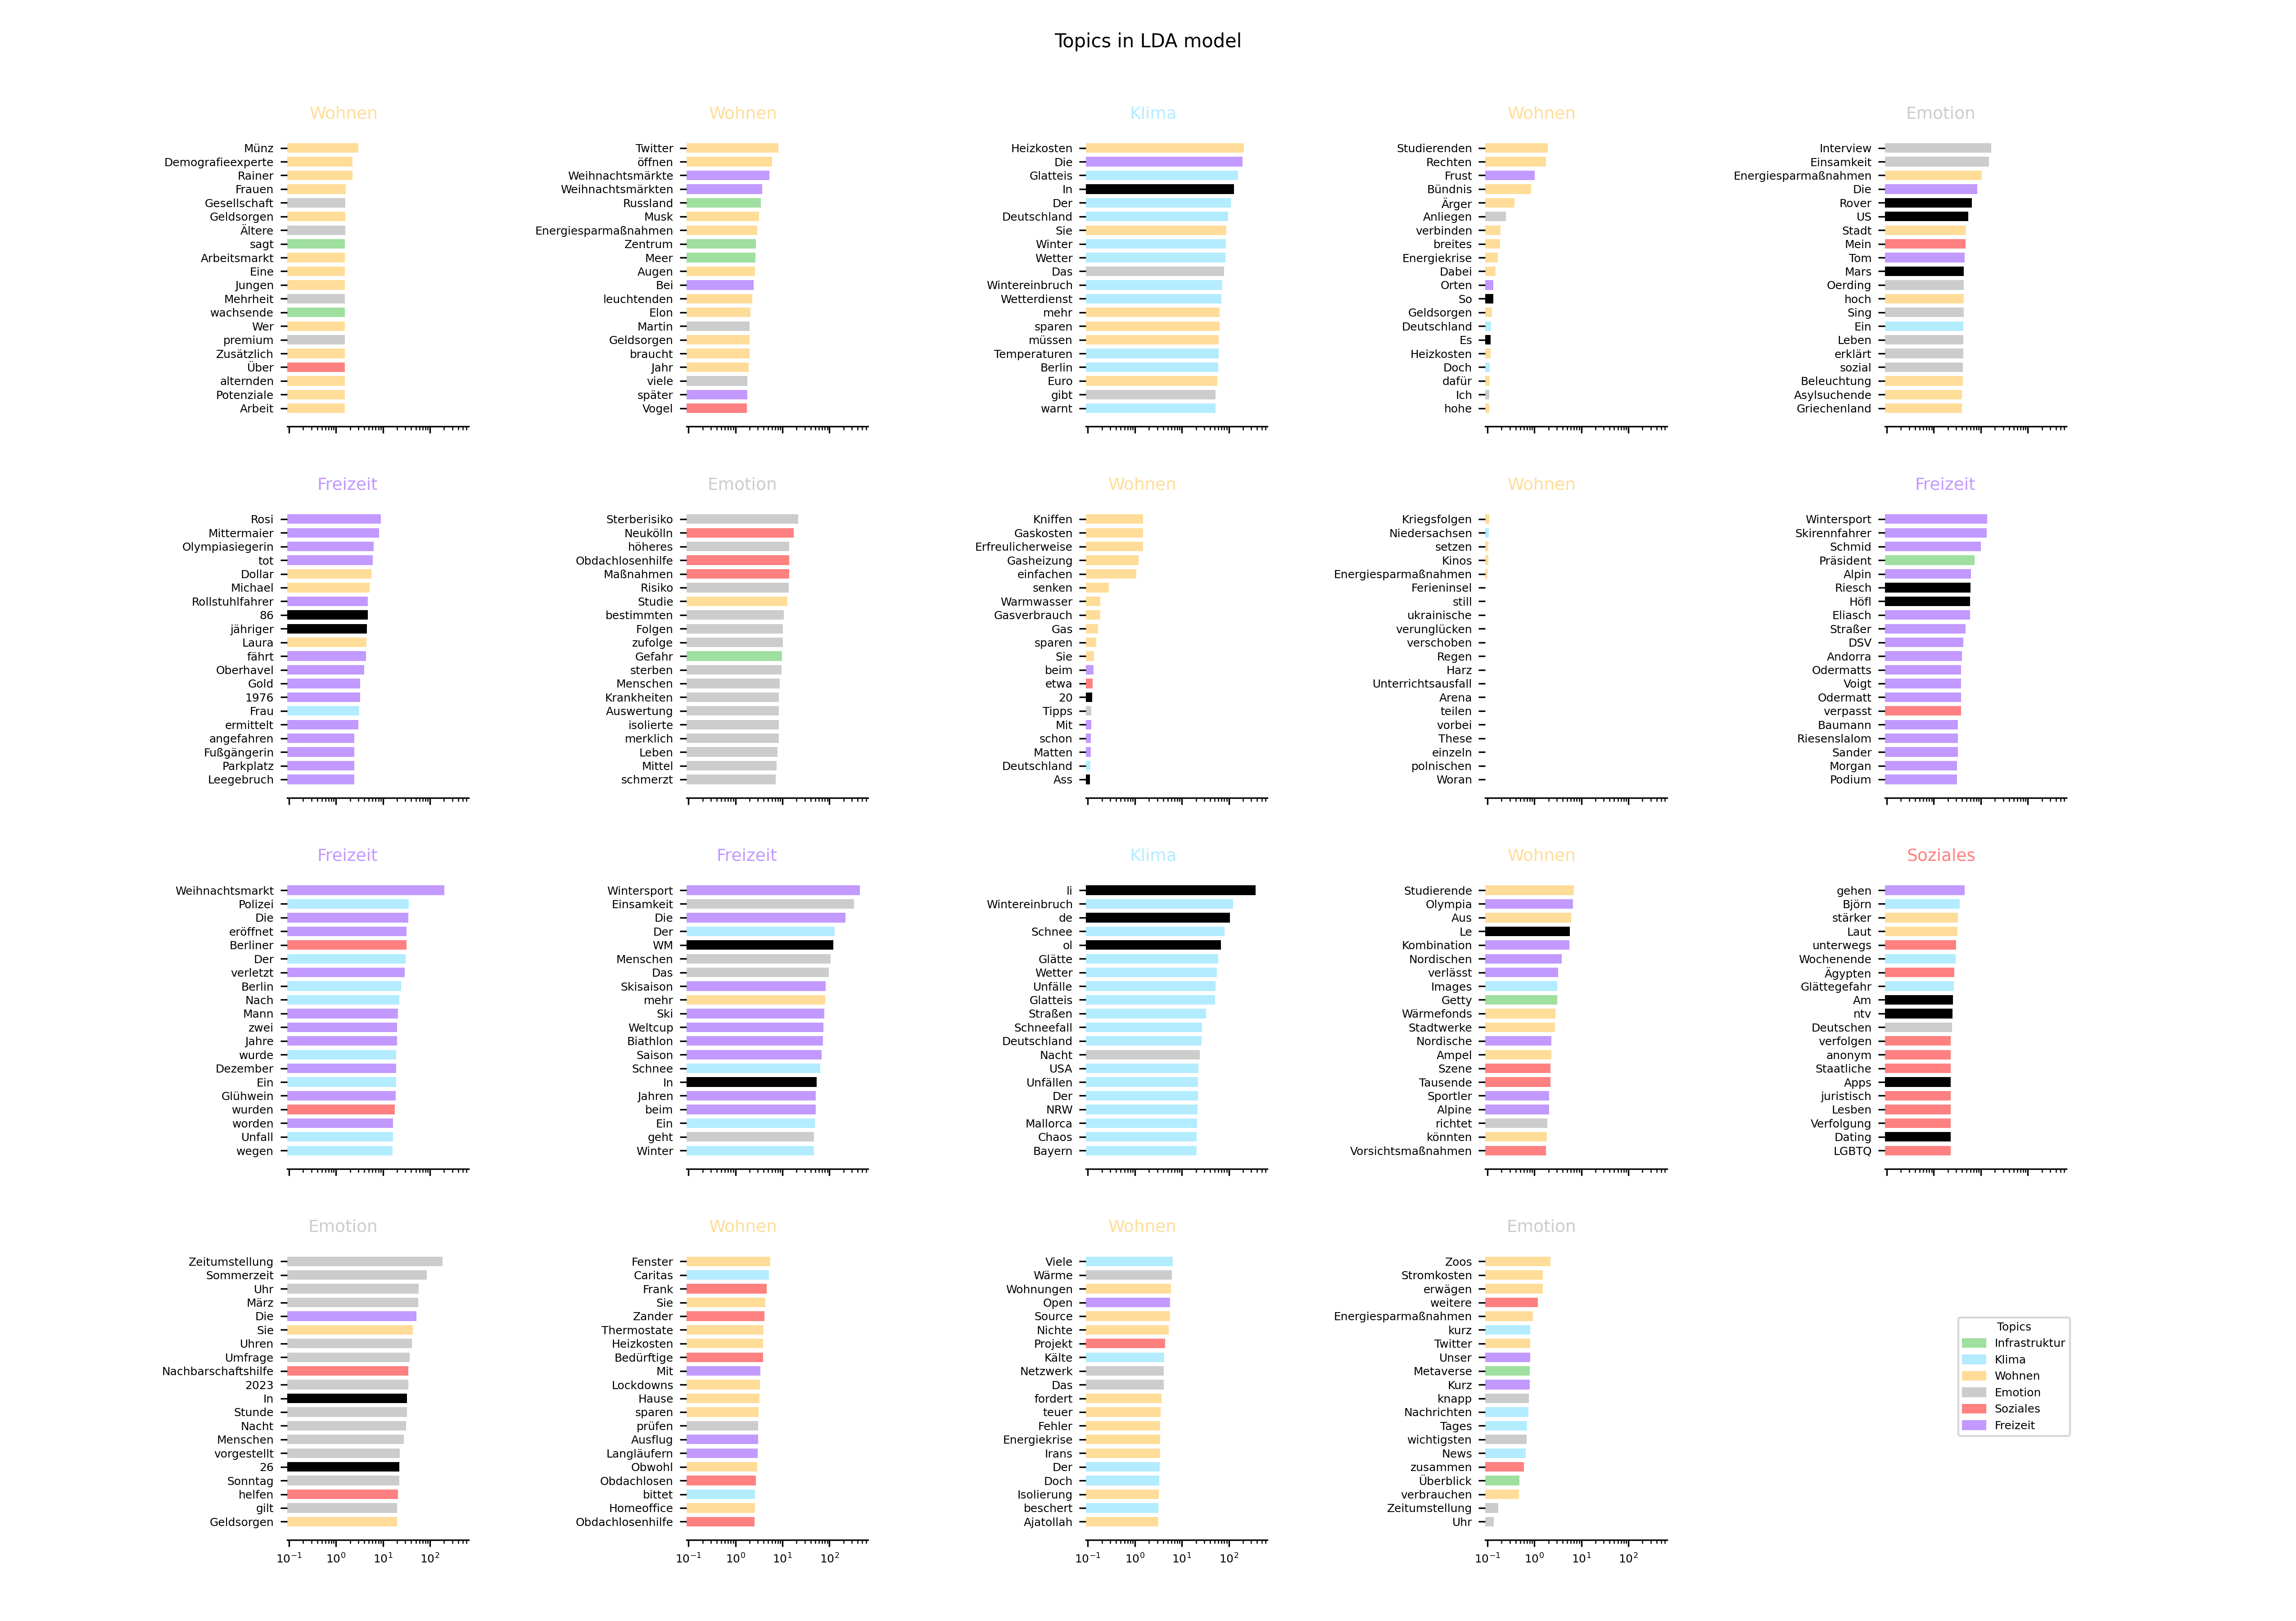 Topics in LDA model
Wohnen
Münz
Demografieexperte
Rainer
Frauen
Gesellschaft
Geldsorgen
Ältere
sagt
Arbeitsmarkt
Eine
Jungen
Mehrheit
wachsende
Wer
premium
Zusätzlich
Über
alternden
Potenziale
Arbeit
Wohnen
Twitter
öffnen
Weihnachtsmärkte
Weihnachtsmärkten
Russland
Musk
Energiesparmaßnahmen
Zentrum
Meer
Augen
Bei
leuchtenden
Elon
Martin
Geldsorgen
braucht
Jahr
viele
später
Vogel
Klima
Heizkosten
Die
Glatteis
In
Der
Deutschland
Sie
Winter
Wetter
Das
Wintereinbruch
Wetterdienst
mehr
sparen
müssen
Temperaturen
Berlin
Euro
gibt
warnt
Wohnen
Studierenden
Rechten
Frust
Bündnis
Ärger
Anliegen
verbinden
breites
Energiekrise
Dabei
Orten
So
Geldsorgen
Deutschland
Es
Heizkosten
Doch
dafür
Ich
hohe
Emotion
Interview
Einsamkeit
Energiesparmaßnahmen
Die
Rover
US
Stadt
Mein
Tom
Mars
Oerding
hoch
Sing
Ein
Leben
erklärt
sozial
Beleuchtung
Asylsuchende
Griechenland
Freizeit
Rosi
Mittermaier
Olympiasiegerin
tot
Dollar
Michael
Rollstuhlfahrer
86
jähriger
Laura
fährt
Oberhavel
Gold
1976
Frau
ermittelt
angefahren
Fußgängerin
Parkplatz
Leegebruch
Emotion
Sterberisiko
Neukölln
höheres
Obdachlosenhilfe
Maßnahmen
Risiko
Studie
bestimmten
Folgen
zufolge
Gefahr
sterben
Menschen
Krankheiten
Auswertung
isolierte
merklich
Leben
Mittel
schmerzt
Wohnen
Kniffen
Gaskosten
Erfreulicherweise
Gasheizung
einfachen
senken
Warmwasser
Gasverbrauch
Gas
sparen
Sie
beim
etwa
20
Tipps
Mit
schon
Matten
Deutschland
Ass
Wohnen
Kriegsfolgen
Niedersachsen
setzen
Kinos
Energiesparmaßnahmen
Ferieninsel
still
ukrainische
verunglücken
verschoben
Regen
Harz
Unterrichtsausfall
Arena
teilen
vorbei
These
einzeln
polnischen
Woran
Freizeit
Wintersport
Skirennfahrer
Schmid
Präsident
Alpin
Riesch
Höfl
Eliasch
Straßer
DSV
Andorra
Odermatts
Voigt
Odermatt
verpasst
Baumann
Riesenslalom
Sander
Morgan
Podium
Freizeit
Weihnachtsmarkt
Polizei
Die
eröffnet
Berliner
Der
verletzt
Berlin
Nach
Mann
zwei
Jahre
wurde
Dezember
Ein
Glühwein
wurden
worden
Unfall
wegen
Freizeit
Wintersport
Einsamkeit
Die
Der
WM
Menschen
Das
Skisaison
mehr
Ski
Weltcup
Biathlon
Saison
Schnee
In
Jahren
beim
Ein
geht
Winter
Klima
li
Wintereinbruch
de
Schnee
ol
Glätte
Wetter
Unfälle
Glatteis
Straßen
Schneefall
Deutschland
Nacht
USA
Unfällen
Der
NRW
Mallorca
Chaos
Bayern
Wohnen
Studierende
Olympia
Aus
Le
Kombination
Nordischen
verlässt
Images
Getty
Wärmefonds
Stadtwerke
Nordische
Ampel
Szene
Tausende
Sportler
Alpine
richtet
könnten
Vorsichtsmaßnahmen
Soziales
gehen
Björn
stärker
Laut
unterwegs
Wochenende
Ägypten
Glättegefahr
Am
ntv
Deutschen
verfolgen
anonym
Staatliche
Apps
juristisch
Lesben
Verfolgung
Dating
LGBTQ
Emotion
Zeitumstellung
Sommerzeit
Uhr
März
Die
Sie
Uhren
Umfrage
Nachbarschaftshilfe
2023
In
Stunde
Nacht
Menschen
vorgestellt
26
Sonntag
helfen
gilt
Geldsorgen
10⁻¹ 10⁰ 10¹ 10²
Wohnen
Fenster
Caritas
Frank
Sie
Zander
Thermostate
Heizkosten
Bedürftige
Mit
Lockdowns
Hause
sparen
prüfen
Ausflug
Langläufern
Obwohl
Obdachlosen
bittet
Homeoffice
Obdachlosenhilfe
10⁻¹ 10⁰ 10¹ 10²
Wohnen
Viele
Wärme
Wohnungen
Open
Source
Nichte
Projekt
Kälte
Netzwerk
Das
fordert
teuer
Fehler
Energiekrise
Irans
Der
Doch
Isolierung
beschert
Ajatollah
10⁻¹ 10⁰ 10¹ 10²
Emotion
Zoos
Stromkosten
erwägen
weitere
Energiesparmaßnahmen
kurz
Twitter
Unser
Metaverse
Kurz
knapp
Nachrichten
Tages
wichtigsten
News
zusammen
Überblick
verbrauchen
Zeitumstellung
Uhr
10⁻¹ 10⁰ 10¹ 10²
Topics
Infrastruktur
Klima
Wohnen
Emotion
Soziales
Freizeit